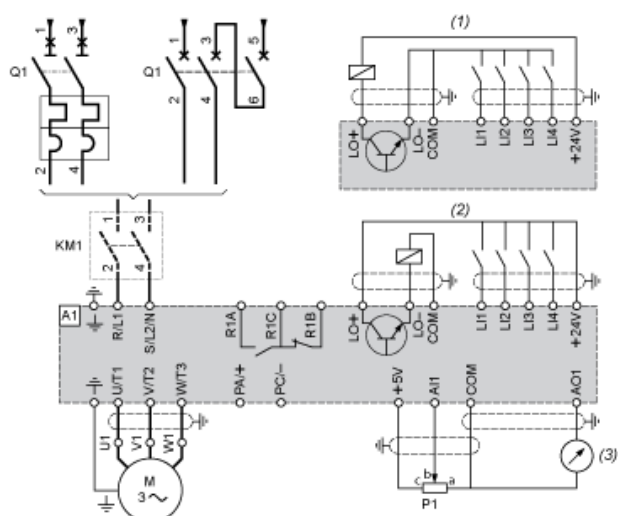 1 3 1 3 5 (1)
Q1 Q1
2 4 6
2 4
LO+ LO- COM LI1 LI2 LI3 LI4 +24V
1 3
KM1
2 4
(2)
A1 R/L1 S/L2/N R1A R1C R1B LO+ LO- COM LI1 LI2 LI3 LI4 +24V
U/T1 V/T2 W/T3 PA/+ PC/– +5V AI1 COM AO1
U1 V1 W1
(3)
c b a
P1
M
3~